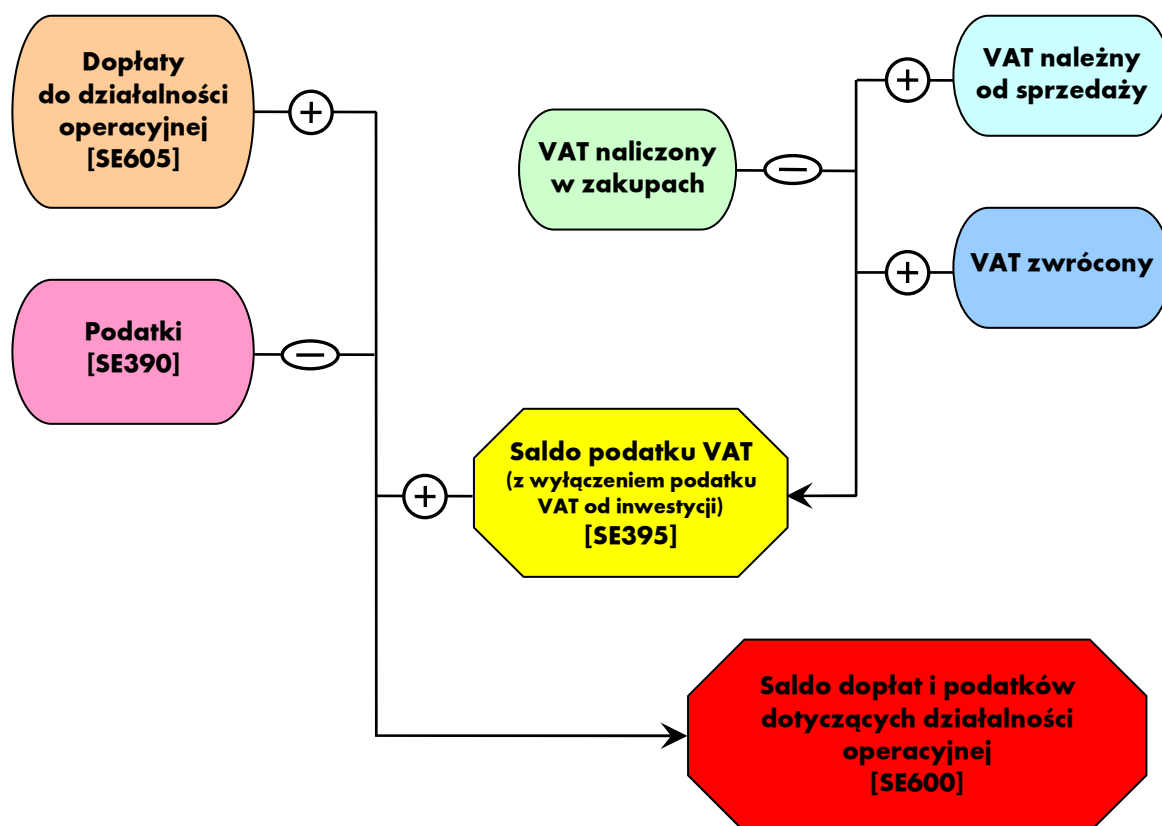 Dopłaty
do działalności
operacyjnej
[SE605]
+
VAT naliczony
w zakupach
−
VAT należny
od sprzedaży
+
VAT zwrócony
+
Podatki
[SE390]
−
Saldo podatku VAT
(z wyłączeniem podatku
VAT od inwestycji)
[SE395]
+
Saldo dopłat i podatków
dotyczących działalności
operacyjnej
[SE600]